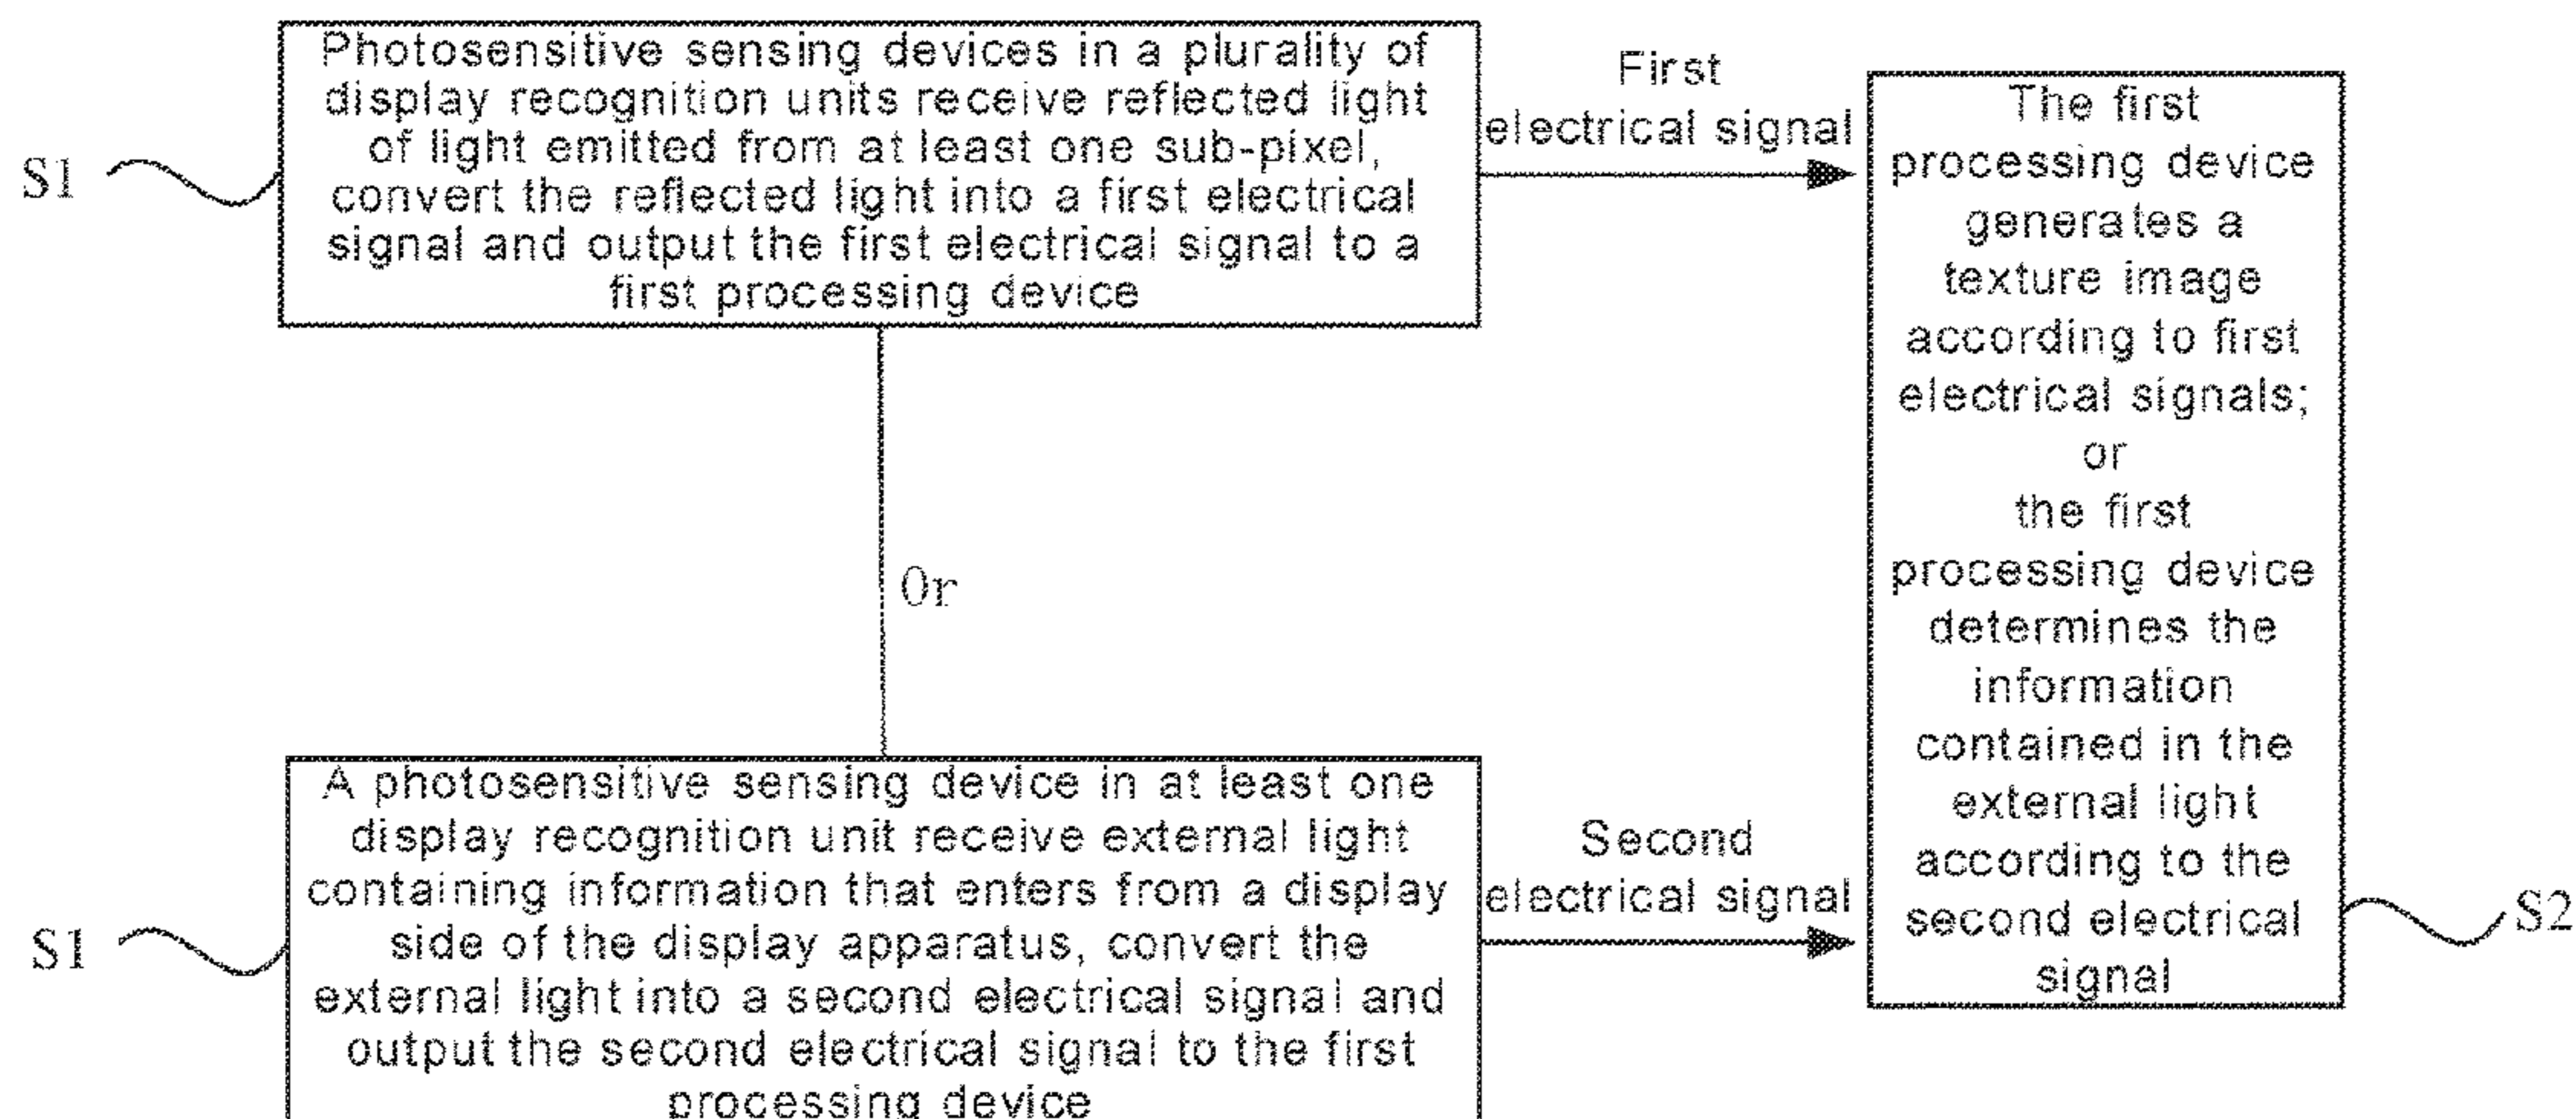 S1
Photosensitive sensing devices in a plurality of
display recognition units receive reflected light
of light emitted from at least one sub-pixel,
convert the reflected light into a first electrical
signal and output the first electrical signal to a
first processing device
First
electrical signal
Or
S1
A photosensitive sensing device in at least one
display recognition unit receive external light
containing information that enters from a display
side of the display apparatus, convert the
external light into a second electrical signal and
output the second electrical signal to the first
processing device
Second
electrical signal
The first
processing device
generates a
texture image
according to first
electrical signals;
or
the first
processing device
determines the
information
contained in the
external light
according to the
second electrical
signal
S2